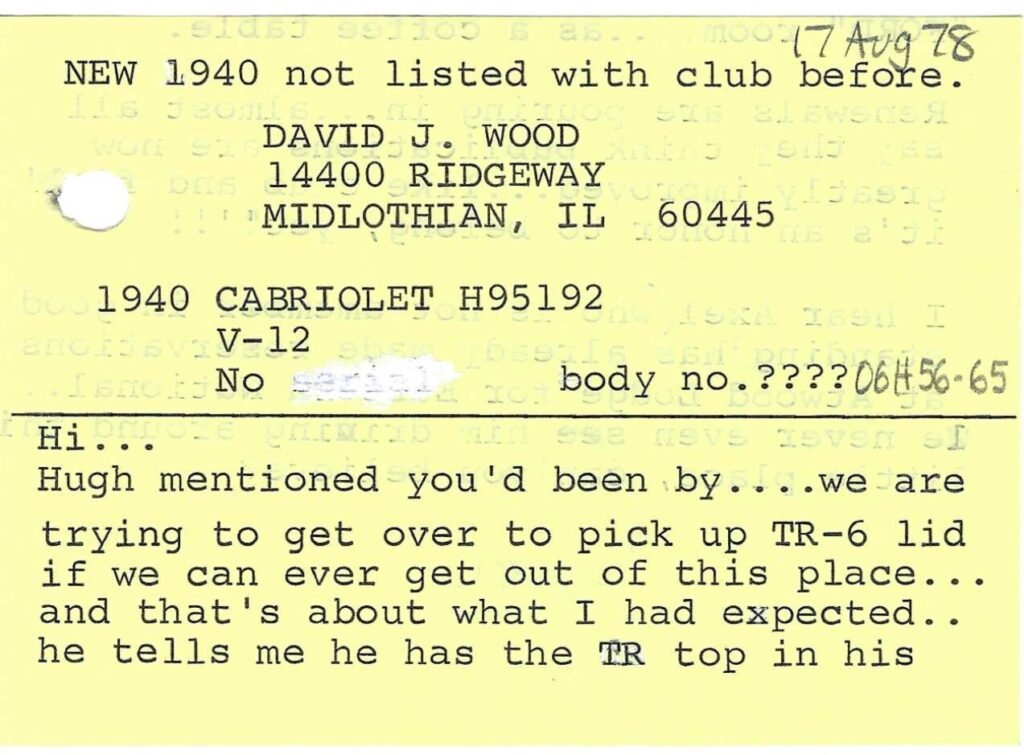 17 Aug 78
NEW 1940 not listed with club before.
DAVID J. WOOD
14400 RIDGEWAY
MIDLOTHIAN, IL 60445
1940 CABRIOLET H95192
V-12
No serial body no.????06H56-65
Hi...
Hugh mentioned you'd been by....we are
trying to get over to pick up TR-6 lid
if we can ever get out of this place...
and that's about what I had expected..
he tells me he has the TR top in his